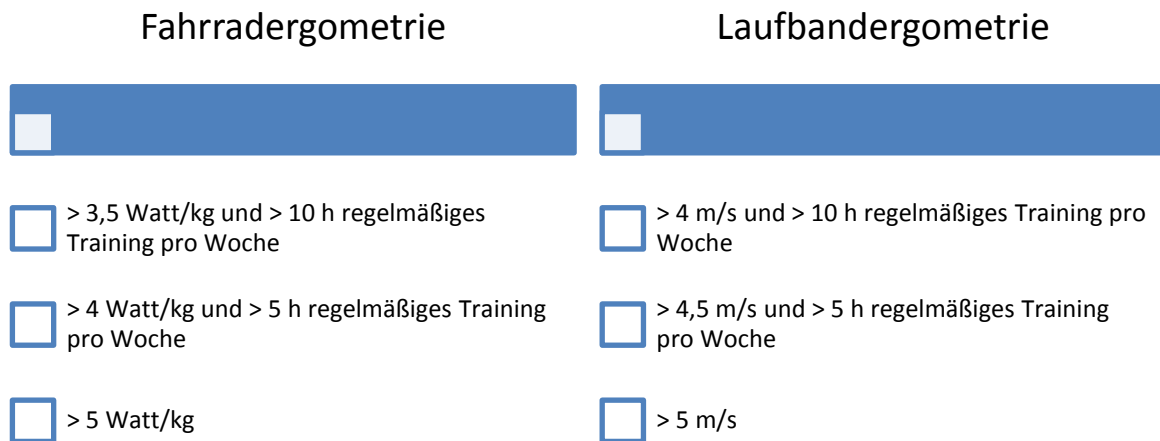 Fahrradergometrie
> 3,5 Watt/kg und > 10 h regelmäßiges
Training pro Woche
> 4 Watt/kg und > 5 h regelmäßiges Training
pro Woche
> 5 Watt/kg
Laufbandergometrie
> 4 m/s und > 10 h regelmäßiges Training pro
Woche
> 4,5 m/s und > 5 h regelmäßiges Training
pro Woche
> 5 m/s